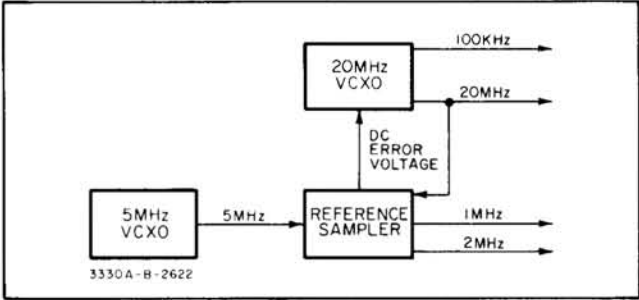 100KHz
20MHz
VCXO
20MHz
DC
ERROR
VOLTAGE
5MHz
VCXO
5MHz
REFERENCE
SAMPLER
1MHz
2MHz
3330A-B-2622